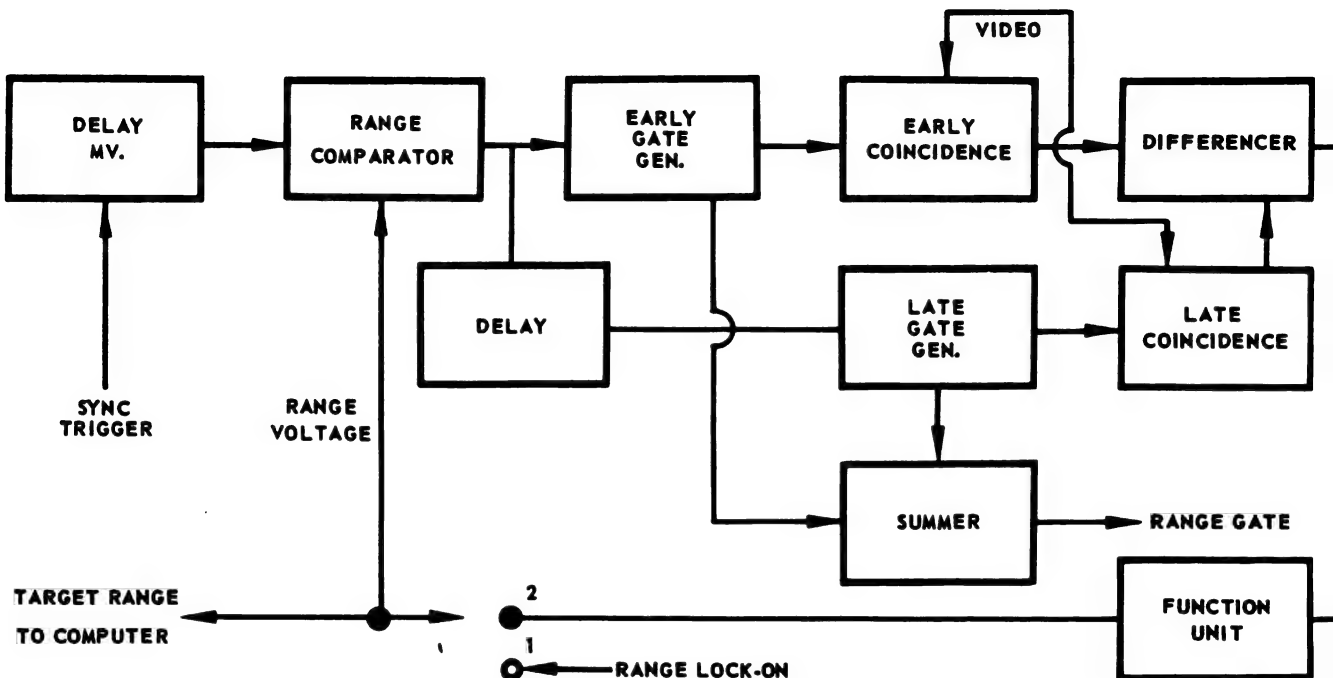 VIDEO
DELAY
MV.
RANGE
COMPARATOR
EARLY
GATE
GEN.
EARLY
COINCIDENCE
DIFFERENCER
DELAY
LATE
GATE
GEN.
LATE
COINCIDENCE
SYNC
TRIGGER
RANGE
VOLTAGE
SUMMER
RANGE GATE
TARGET RANGE
TO COMPUTER
2
1
RANGE LOCK-ON
FUNCTION
UNIT